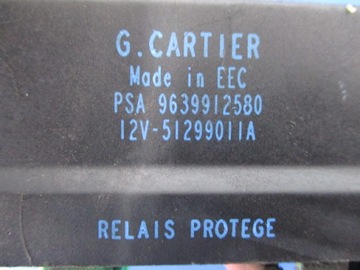 G.CARTIER
Made in EEC
PSA 9639912580
12V-51299011A
RELAIS PROTEGE